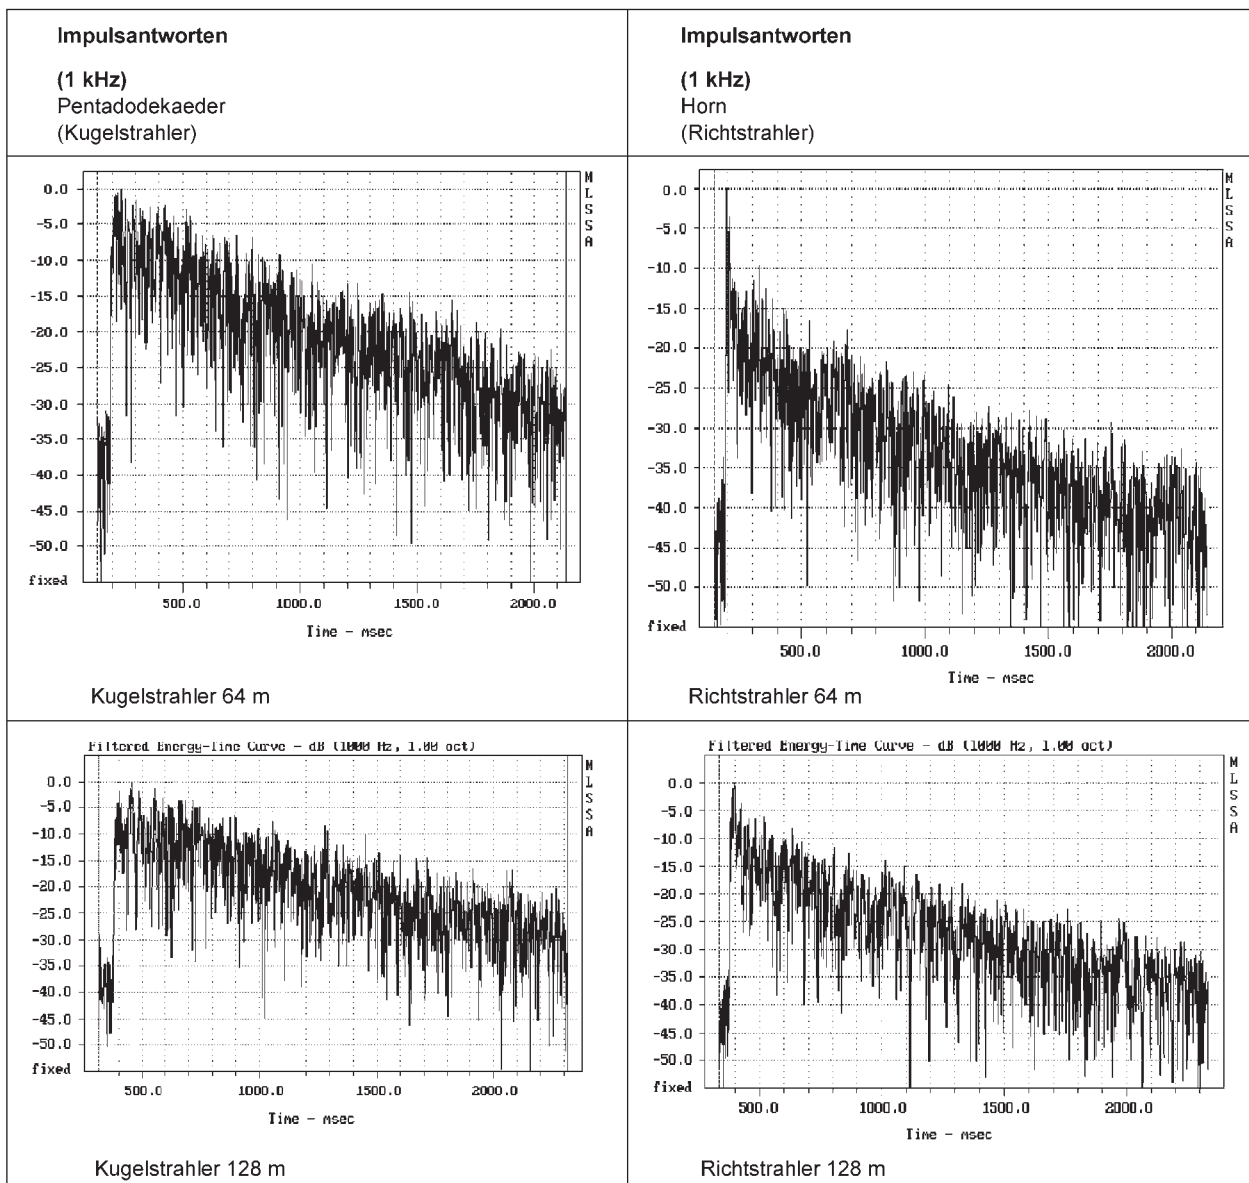 Impulsantworten
(1 kHz)
Pentadodekaeder
(Kugelstrahler)
Impulsantworten
(1 kHz)
Horn
(Richtstrahler)
0.0
-5.0
-10.0
-15.0
-20.0
-25.0
-30.0
-35.0
-40.0
-45.0
-50.0
fixed
500.0 1000.0 1500.0 2000.0
Time - msec
MLSSA
Kugelstrahler 64 m
0.0
-5.0
-10.0
-15.0
-20.0
-25.0
-30.0
-35.0
-40.0
-45.0
-50.0
fixed
500.0 1000.0 1500.0 2000.0
Time - msec
MLSSA
Richtstrahler 64 m
Filtered Energy-Time Curve - dB (1000 Hz, 1.00 oct)
0.0
-5.0
-10.0
-15.0
-20.0
-25.0
-30.0
-35.0
-40.0
-45.0
-50.0
fixed
500.0 1000.0 1500.0 2000.0
Time - msec
MLSSA
Kugelstrahler 128 m
Filtered Energy-Time Curve - dB (1000 Hz, 1.00 oct)
0.0
-5.0
-10.0
-15.0
-20.0
-25.0
-30.0
-35.0
-40.0
-45.0
-50.0
fixed
500.0 1000.0 1500.0 2000.0
Time - msec
MLSSA
Richtstrahler 128 m